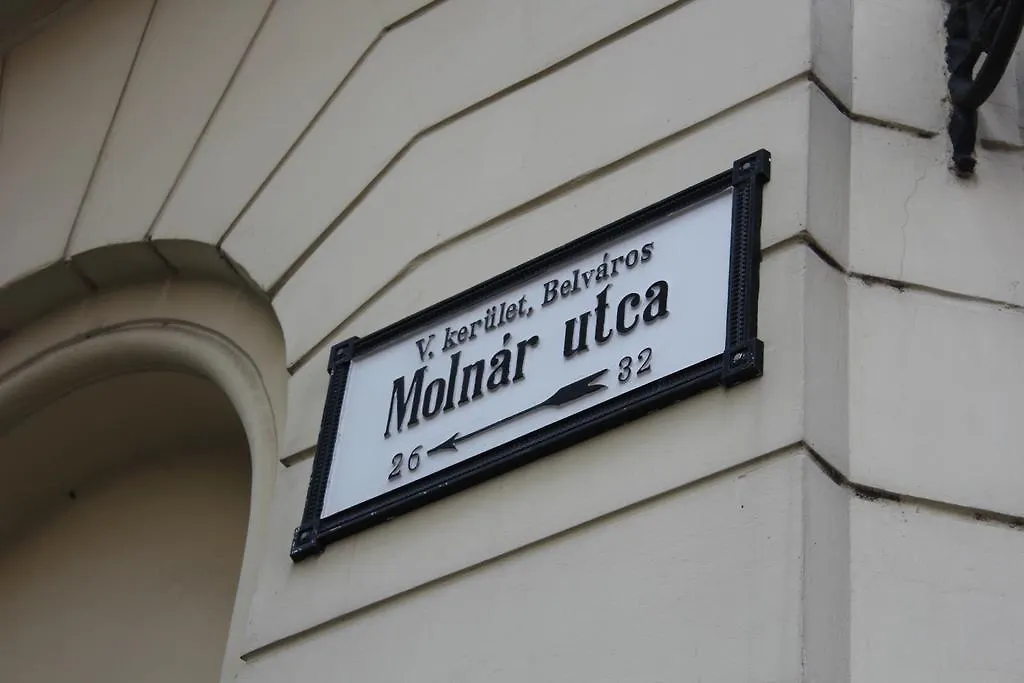 V. kerület, Belváros
Molnár utca
26 32